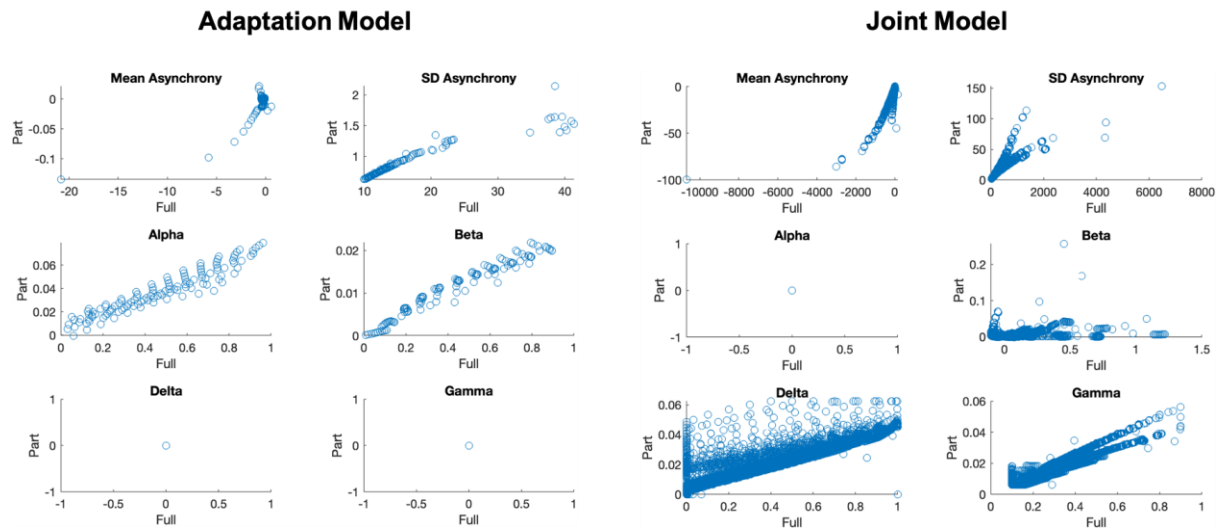 Adaptation Model
Joint Model
Mean Asynchrony
0
-0.05
-0.1
Part
-20 -15 -10 -5 0
Full
SD Asynchrony
2
1.5
1
Part
10 20 30 40
Full
Mean Asynchrony
0
-50
-100
Part
-10000 -8000 -6000 -4000 -2000 0
Full
SD Asynchrony
150
100
50
0
Part
0 2000 4000 6000 8000
Full
Alpha
0.06
0.04
0.02
0
Part
0 0.2 0.4 0.6 0.8 1
Full
Beta
0.02
0.01
0
Part
0 0.2 0.4 0.6 0.8 1
Full
Alpha
1
0
-1
Part
-1 -0.5 0 0.5 1
Full
Beta
0.2
0.1
0
Part
0 0.5 1 1.5
Full
Delta
1
0
-1
Part
-1 -0.5 0 0.5 1
Full
Gamma
1
0
-1
Part
-1 -0.5 0 0.5 1
Full
Delta
0.06
0.04
0.02
0
Part
0 0.2 0.4 0.6 0.8 1
Full
Gamma
0.06
0.04
0.02
0
Part
0 0.2 0.4 0.6 0.8 1
Full